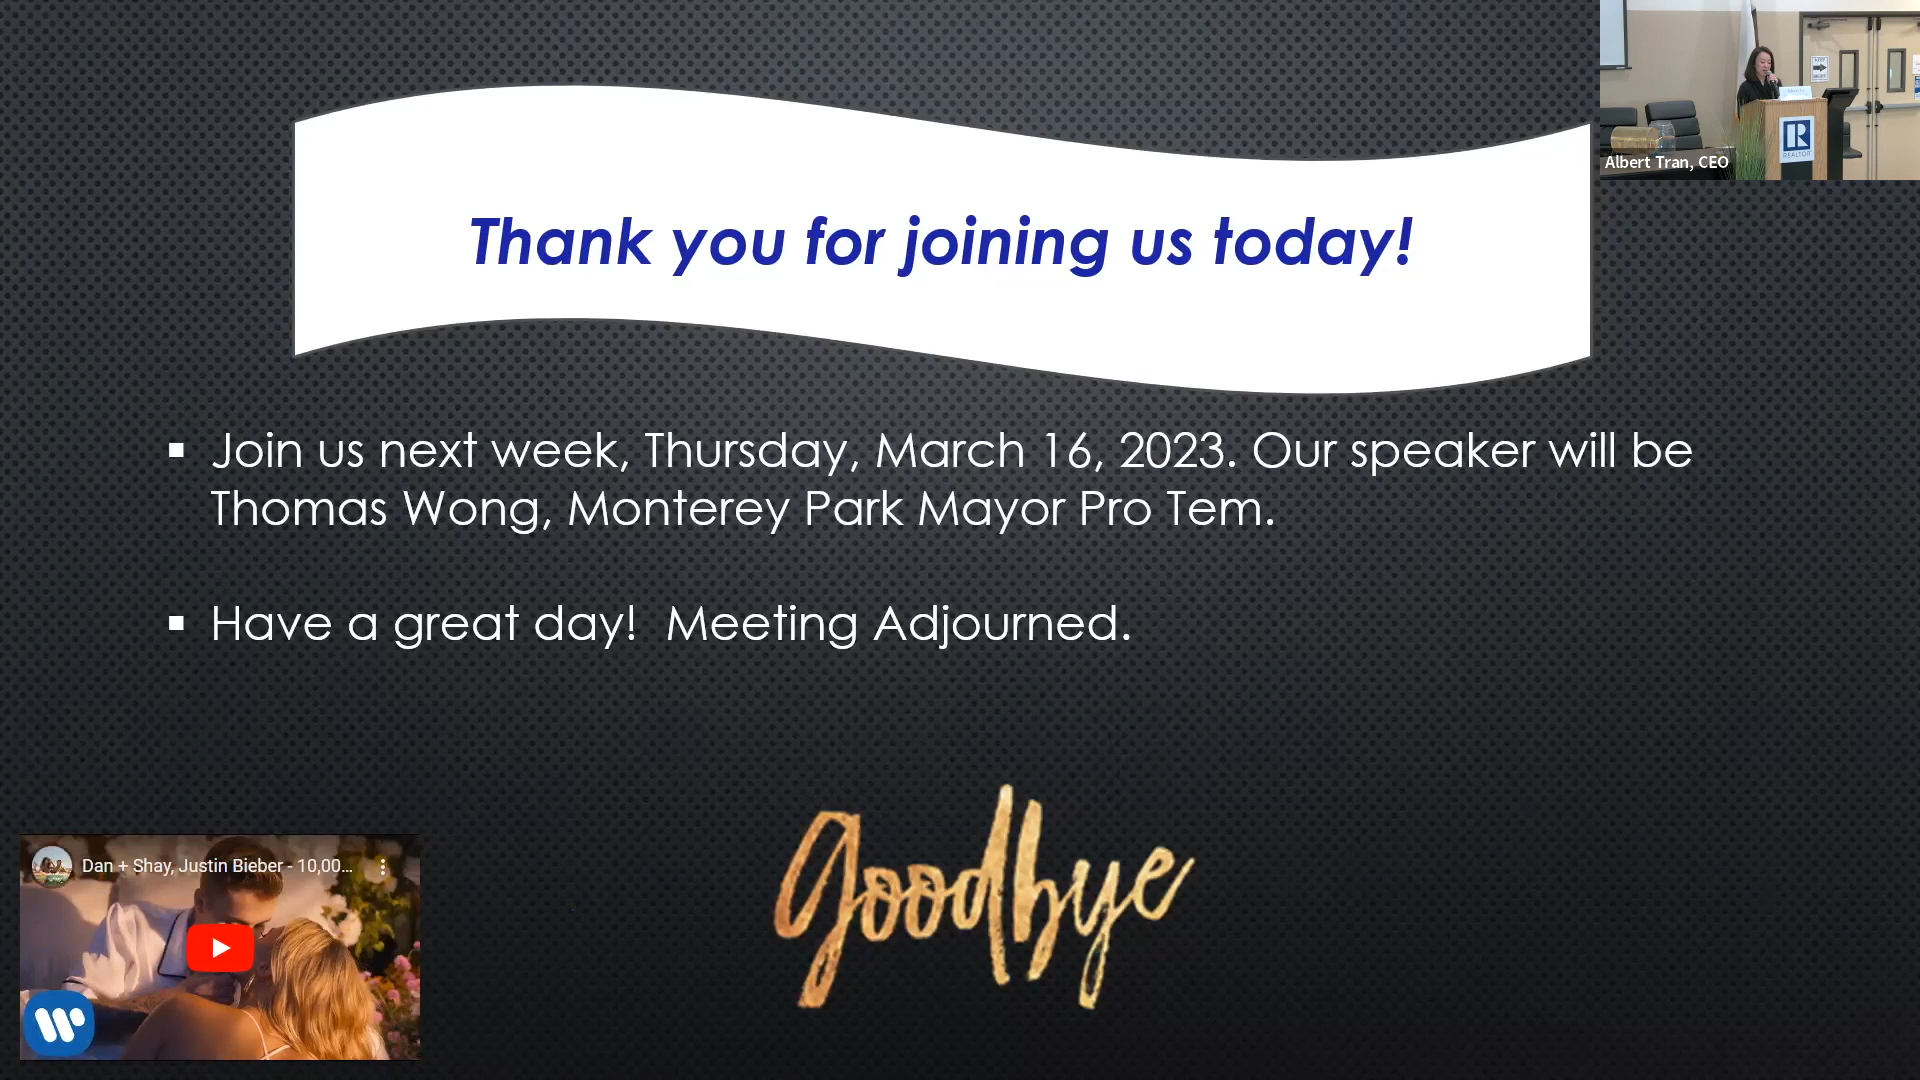 Thank you for joining us today!
Albert Tran, CEO
REALTOR
▪ Join us next week, Thursday, March 16, 2023. Our speaker will be
Thomas Wong, Monterey Park Mayor Pro Tem.
▪ Have a great day! Meeting Adjourned.
goodbye
Dan + Shay, Justin Bieber - 10,00...